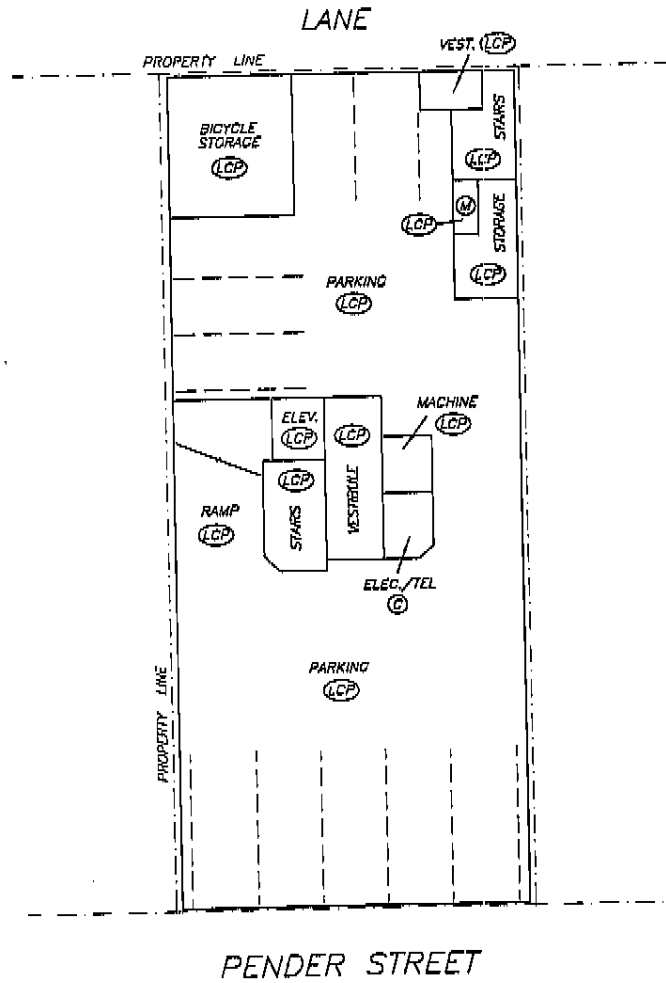 LANE
VEST. LCP
PROPERTY LINE
BICYCLE
STORAGE
LCP
STAIRS
LCP
M
LCP
STORAGE
LCP
PARKING
LCP
MACHINE
LCP
ELEV.
LCP
LCP
VESTIBULE
LCP
STAIRS
RAMP
LCP
ELEC./TEL
C
PARKING
LCP
PROPERTY LINE
PENDER STREET